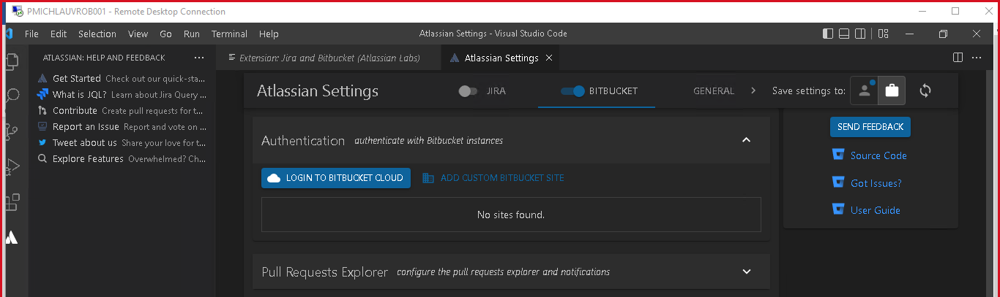 PMICHLAUVROB001 - Remote Desktop Connection
File Edit Selection View Go Run Terminal Help
Atlassian Settings - Visual Studio Code
ATLASSIAN: HELP AND FEEDBACK
Extension: Jira and Bitbucket (Atlassian Labs)
Atlassian Settings
Get Started Check out our quick-sta...
What is JQL? Learn about Jira Query ...
Contribute Create pull requests for t...
Report an Issue Report and vote on ...
Tweet about us Share your love for t...
Explore Features Overwhelmed? Ch...
Atlassian Settings
JIRA
BITBUCKET
GENERAL
Save settings to:
Authentication authenticate with Bitbucket instances
LOGIN TO BITBUCKET CLOUD
ADD CUSTOM BITBUCKET SITE
No sites found.
Pull Requests Explorer configure the pull requests explorer and notifications
SEND FEEDBACK
Source Code
Got Issues?
User Guide